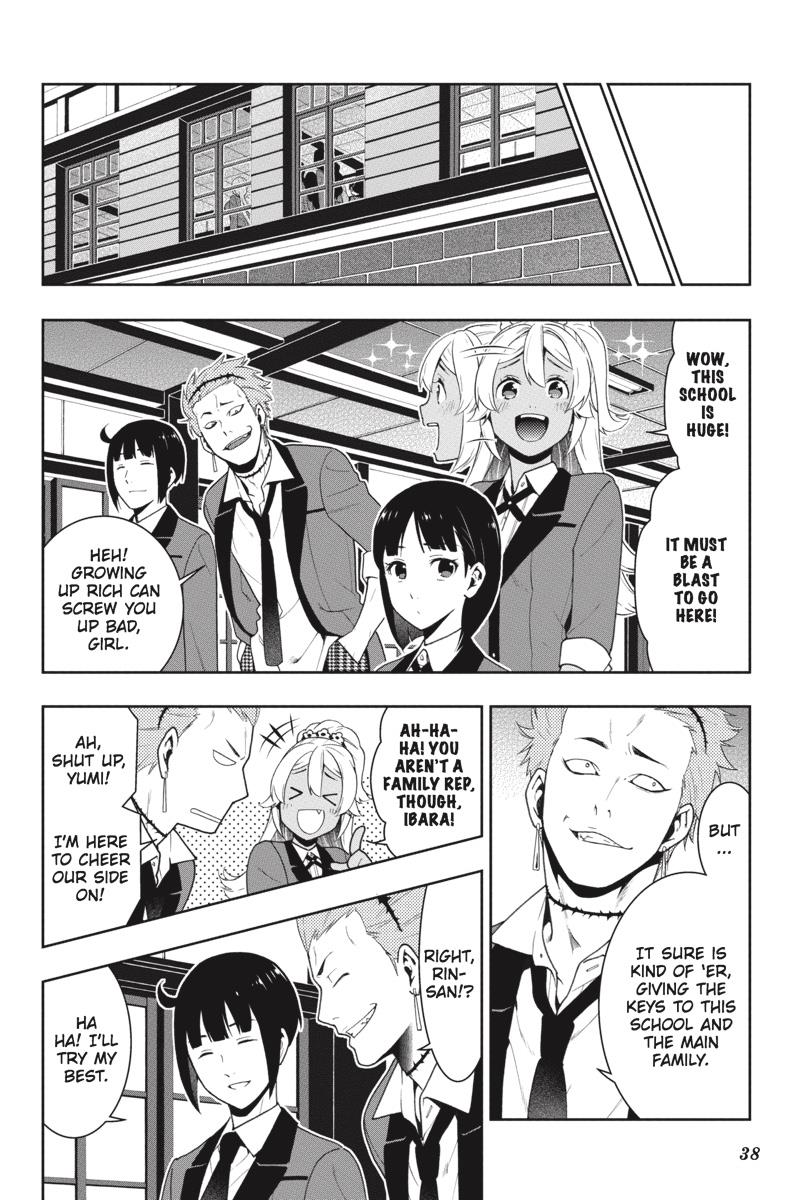 WOW,
THIS
SCHOOL
IS
HUGE!
IT MUST
BE A
BLAST
TO GO
HERE!
HEH!
GROWING
UP RICH CAN
SCREW YOU
UP BAD,
GIRL.
BUT
...
IT SURE IS
KIND OF 'ER,
GIVING THE
KEYS TO THIS
SCHOOL AND
THE MAIN
FAMILY.
AH-HA-
HA! YOU
AREN'T A
FAMILY REP,
THOUGH,
IBARA!
AH,
SHUT UP,
YUMI!
I'M HERE
TO CHEER
OUR SIDE
ON!
RIGHT,
RIN-
SAN!?
HA
HA! I'LL
TRY MY
BEST.
38